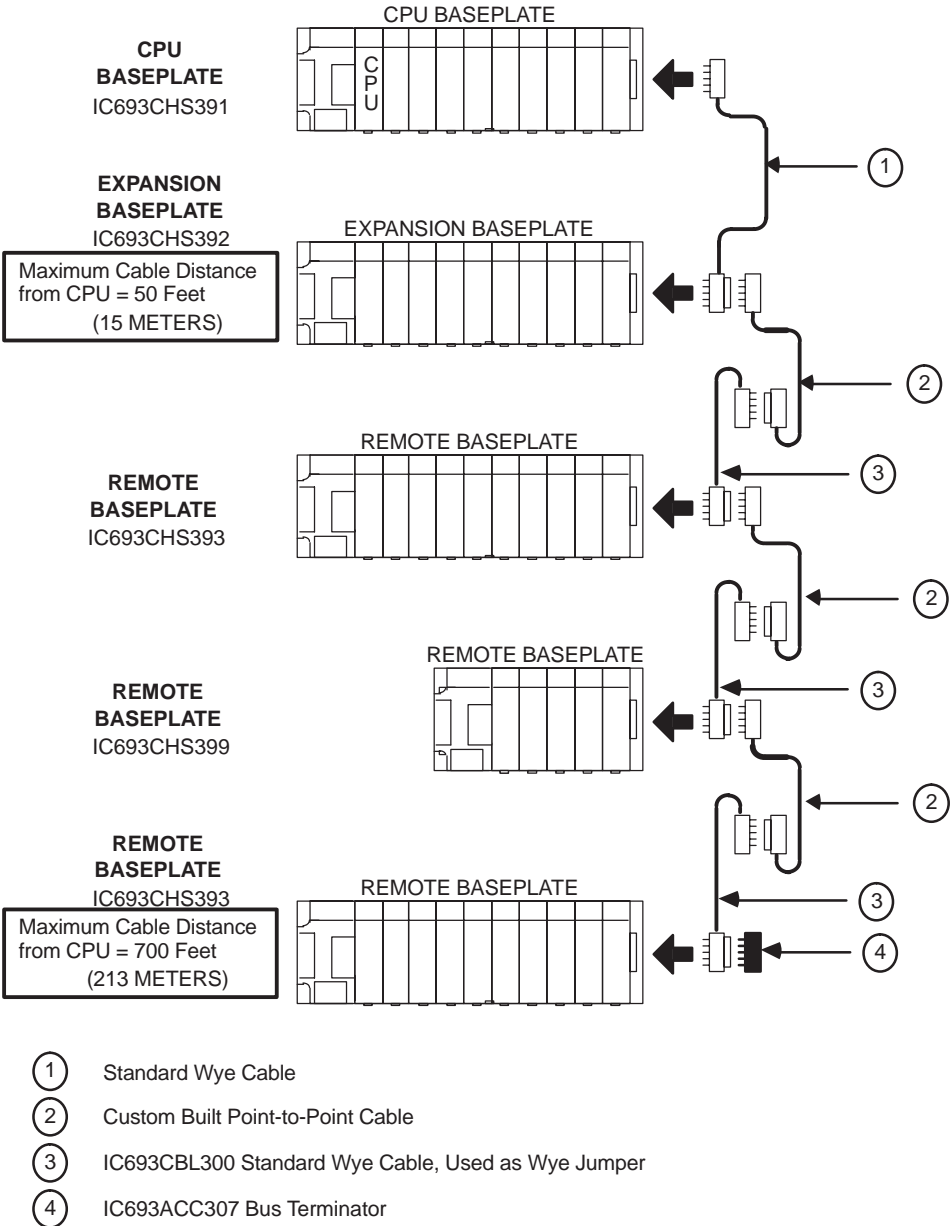 CPU BASEPLATE
CPU
BASEPLATE
IC693CHS391
CPU
1
EXPANSION
BASEPLATE
IC693CHS392
Maximum Cable Distance
from CPU = 50 Feet
(15 METERS)
EXPANSION BASEPLATE
2
REMOTE BASEPLATE
3
REMOTE
BASEPLATE
IC693CHS393
2
REMOTE BASEPLATE
3
REMOTE
BASEPLATE
IC693CHS399
2
REMOTE
BASEPLATE
IC693CHS393
Maximum Cable Distance
from CPU = 700 Feet
(213 METERS)
REMOTE BASEPLATE
3
4
1 Standard Wye Cable
2 Custom Built Point-to-Point Cable
3 IC693CBL300 Standard Wye Cable, Used as Wye Jumper
4 IC693ACC307 Bus Terminator